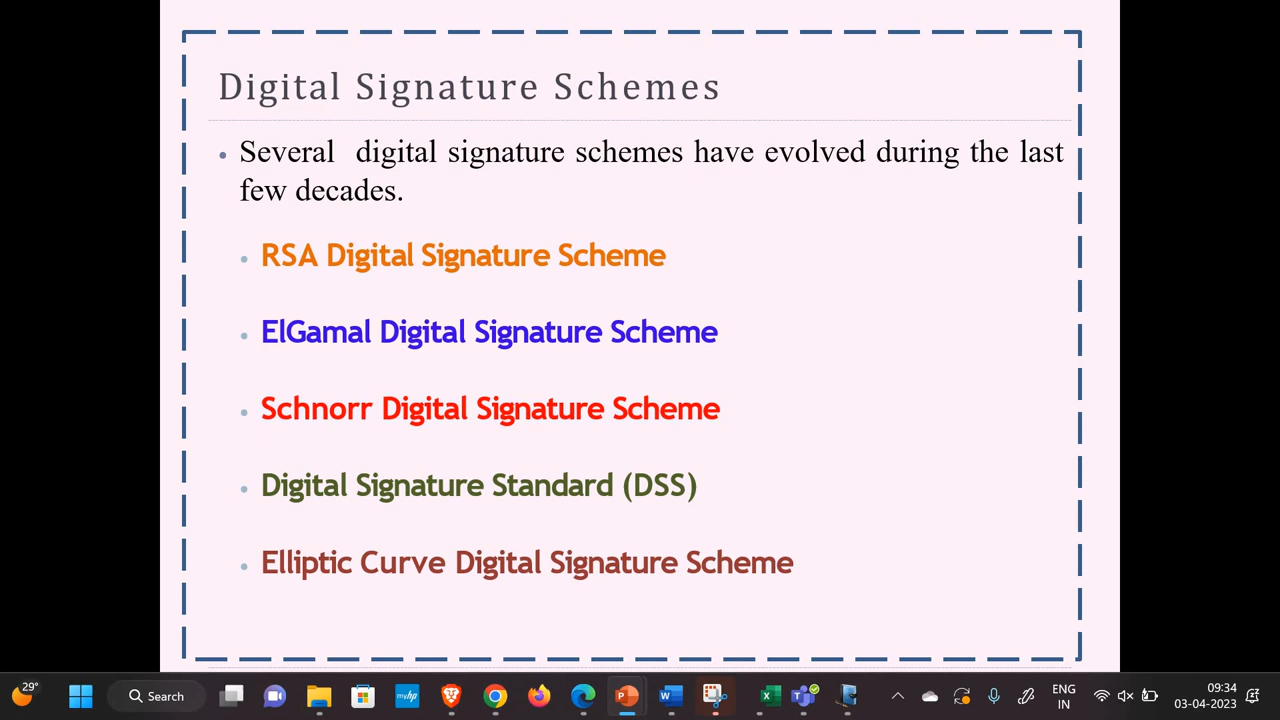 Digital Signature Schemes
• Several digital signature schemes have evolved during the last
few decades.
• RSA Digital Signature Scheme
• ElGamal Digital Signature Scheme
• Schnorr Digital Signature Scheme
• Digital Signature Standard (DSS)
• Elliptic Curve Digital Signature Scheme
29°
Search
myhp
ENG
IN
09:34
03-04-2023